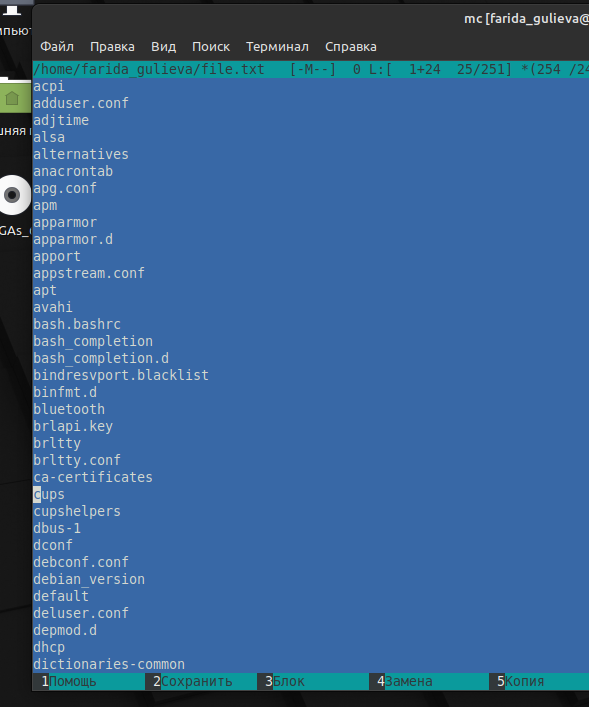 mc [farida_gulieva@
Файл Правка Вид Поиск Терминал Справка
/home/farida_gulieva/file.txt [-M--] 0 L:[ 1+24 25/251] *(254 /24
acpi
adduser.conf
adjtime
alsa
alternatives
anacrontab
apg.conf
apm
apparmor
apparmor.d
apport
appstream.conf
apt
avahi
bash.bashrc
bash_completion
bash_completion.d
bindresvport.blacklist
binfmt.d
bluetooth
brlapi.key
brltty
brltty.conf
ca-certificates
cups
cupshelpers
dbus-1
dconf
debconf.conf
debian_version
default
deluser.conf
depmod.d
dhcp
dictionaries-common
1Помощь 2Сохранить 3Блок 4Замена 5Копия